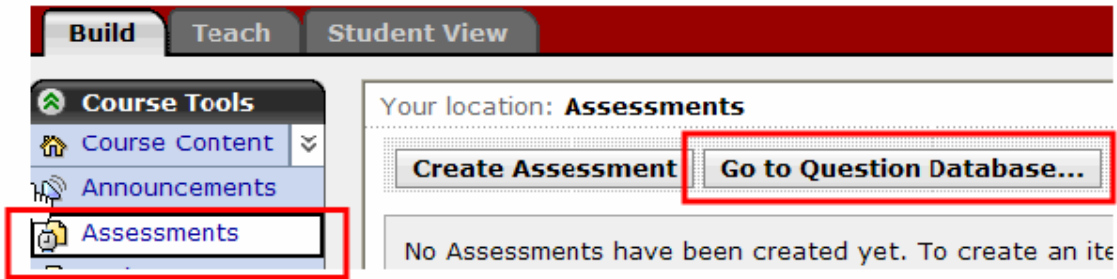 Build Teach Student View
Course Tools
Course Content
Announcements
Assessments
Your location: Assessments
Create Assessment Go to Question Database...
No Assessments have been created yet. To create an ite